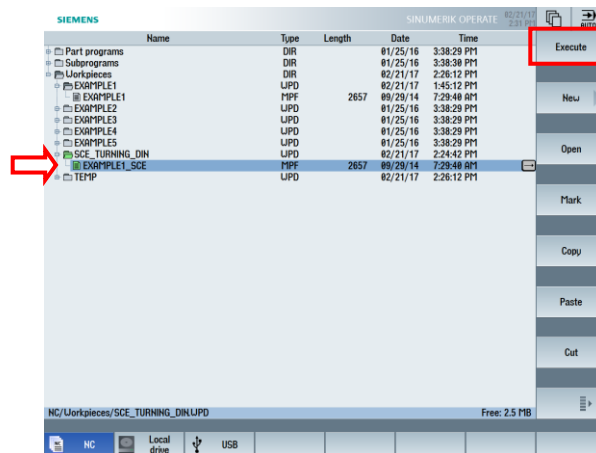 SIEMENS SINUMERIK OPERATE 02/21/17 2:31 PM AUTO
Name Type Length Date Time
Part programs DIR 01/25/16 3:38:29 PM
Subprograms DIR 01/25/16 3:38:30 PM
Workpieces DIR 02/21/17 2:26:12 PM
EXAMPLE1 WPD 02/21/17 1:45:12 PM
EXAMPLE1 MPF 2657 09/29/14 7:29:40 AM
EXAMPLE2 WPD 01/25/16 3:38:29 PM
EXAMPLE3 WPD 01/25/16 3:38:29 PM
EXAMPLE4 WPD 01/25/16 3:38:29 PM
EXAMPLE5 WPD 01/25/16 3:38:29 PM
SCE_TURNING_DIN WPD 02/21/17 2:24:42 PM
EXAMPLE1_SCE MPF 2657 09/29/14 7:29:40 AM
TEMP WPD 02/21/17 2:26:12 PM
Execute
New
Open
Mark
Copy
Paste
Cut
NC/Workpieces/SCE_TURNING_DIN.WPD Free: 2.5 MB
NC Local drive USB